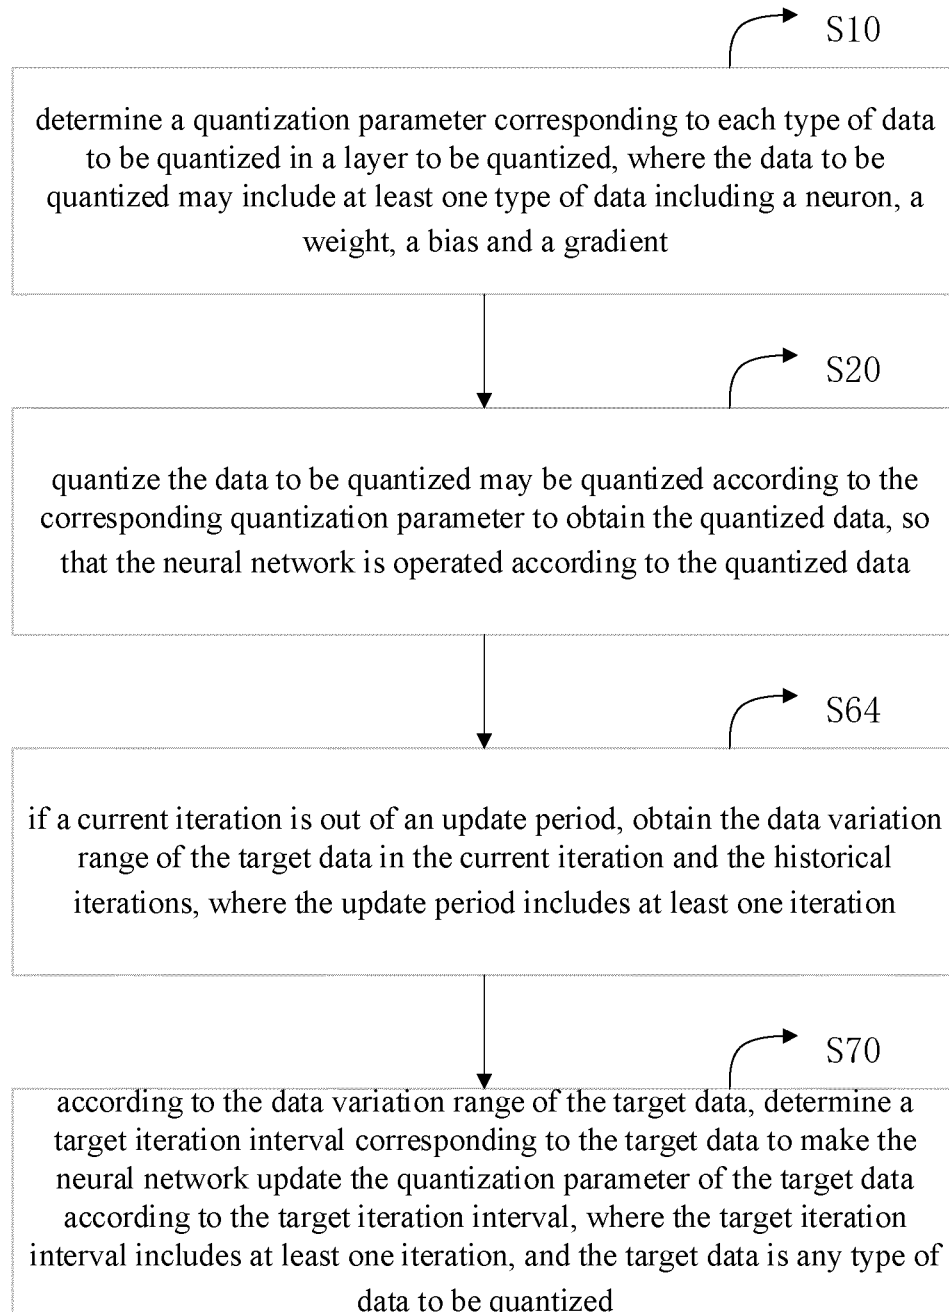 S10
determine a quantization parameter corresponding to each type of data
to be quantized in a layer to be quantized, where the data to be
quantized may include at least one type of data including a neuron, a
weight, a bias and a gradient
S20
quantize the data to be quantized may be quantized according to the
corresponding quantization parameter to obtain the quantized data, so
that the neural network is operated according to the quantized data
S64
if a current iteration is out of an update period, obtain the data variation
range of the target data in the current iteration and the historical
iterations, where the update period includes at least one iteration
S70
according to the data variation range of the target data, determine a
target iteration interval corresponding to the target data to make the
neural network update the quantization parameter of the target data
according to the target iteration interval, where the target iteration
interval includes at least one iteration, and the target data is any type of
data to be quantized